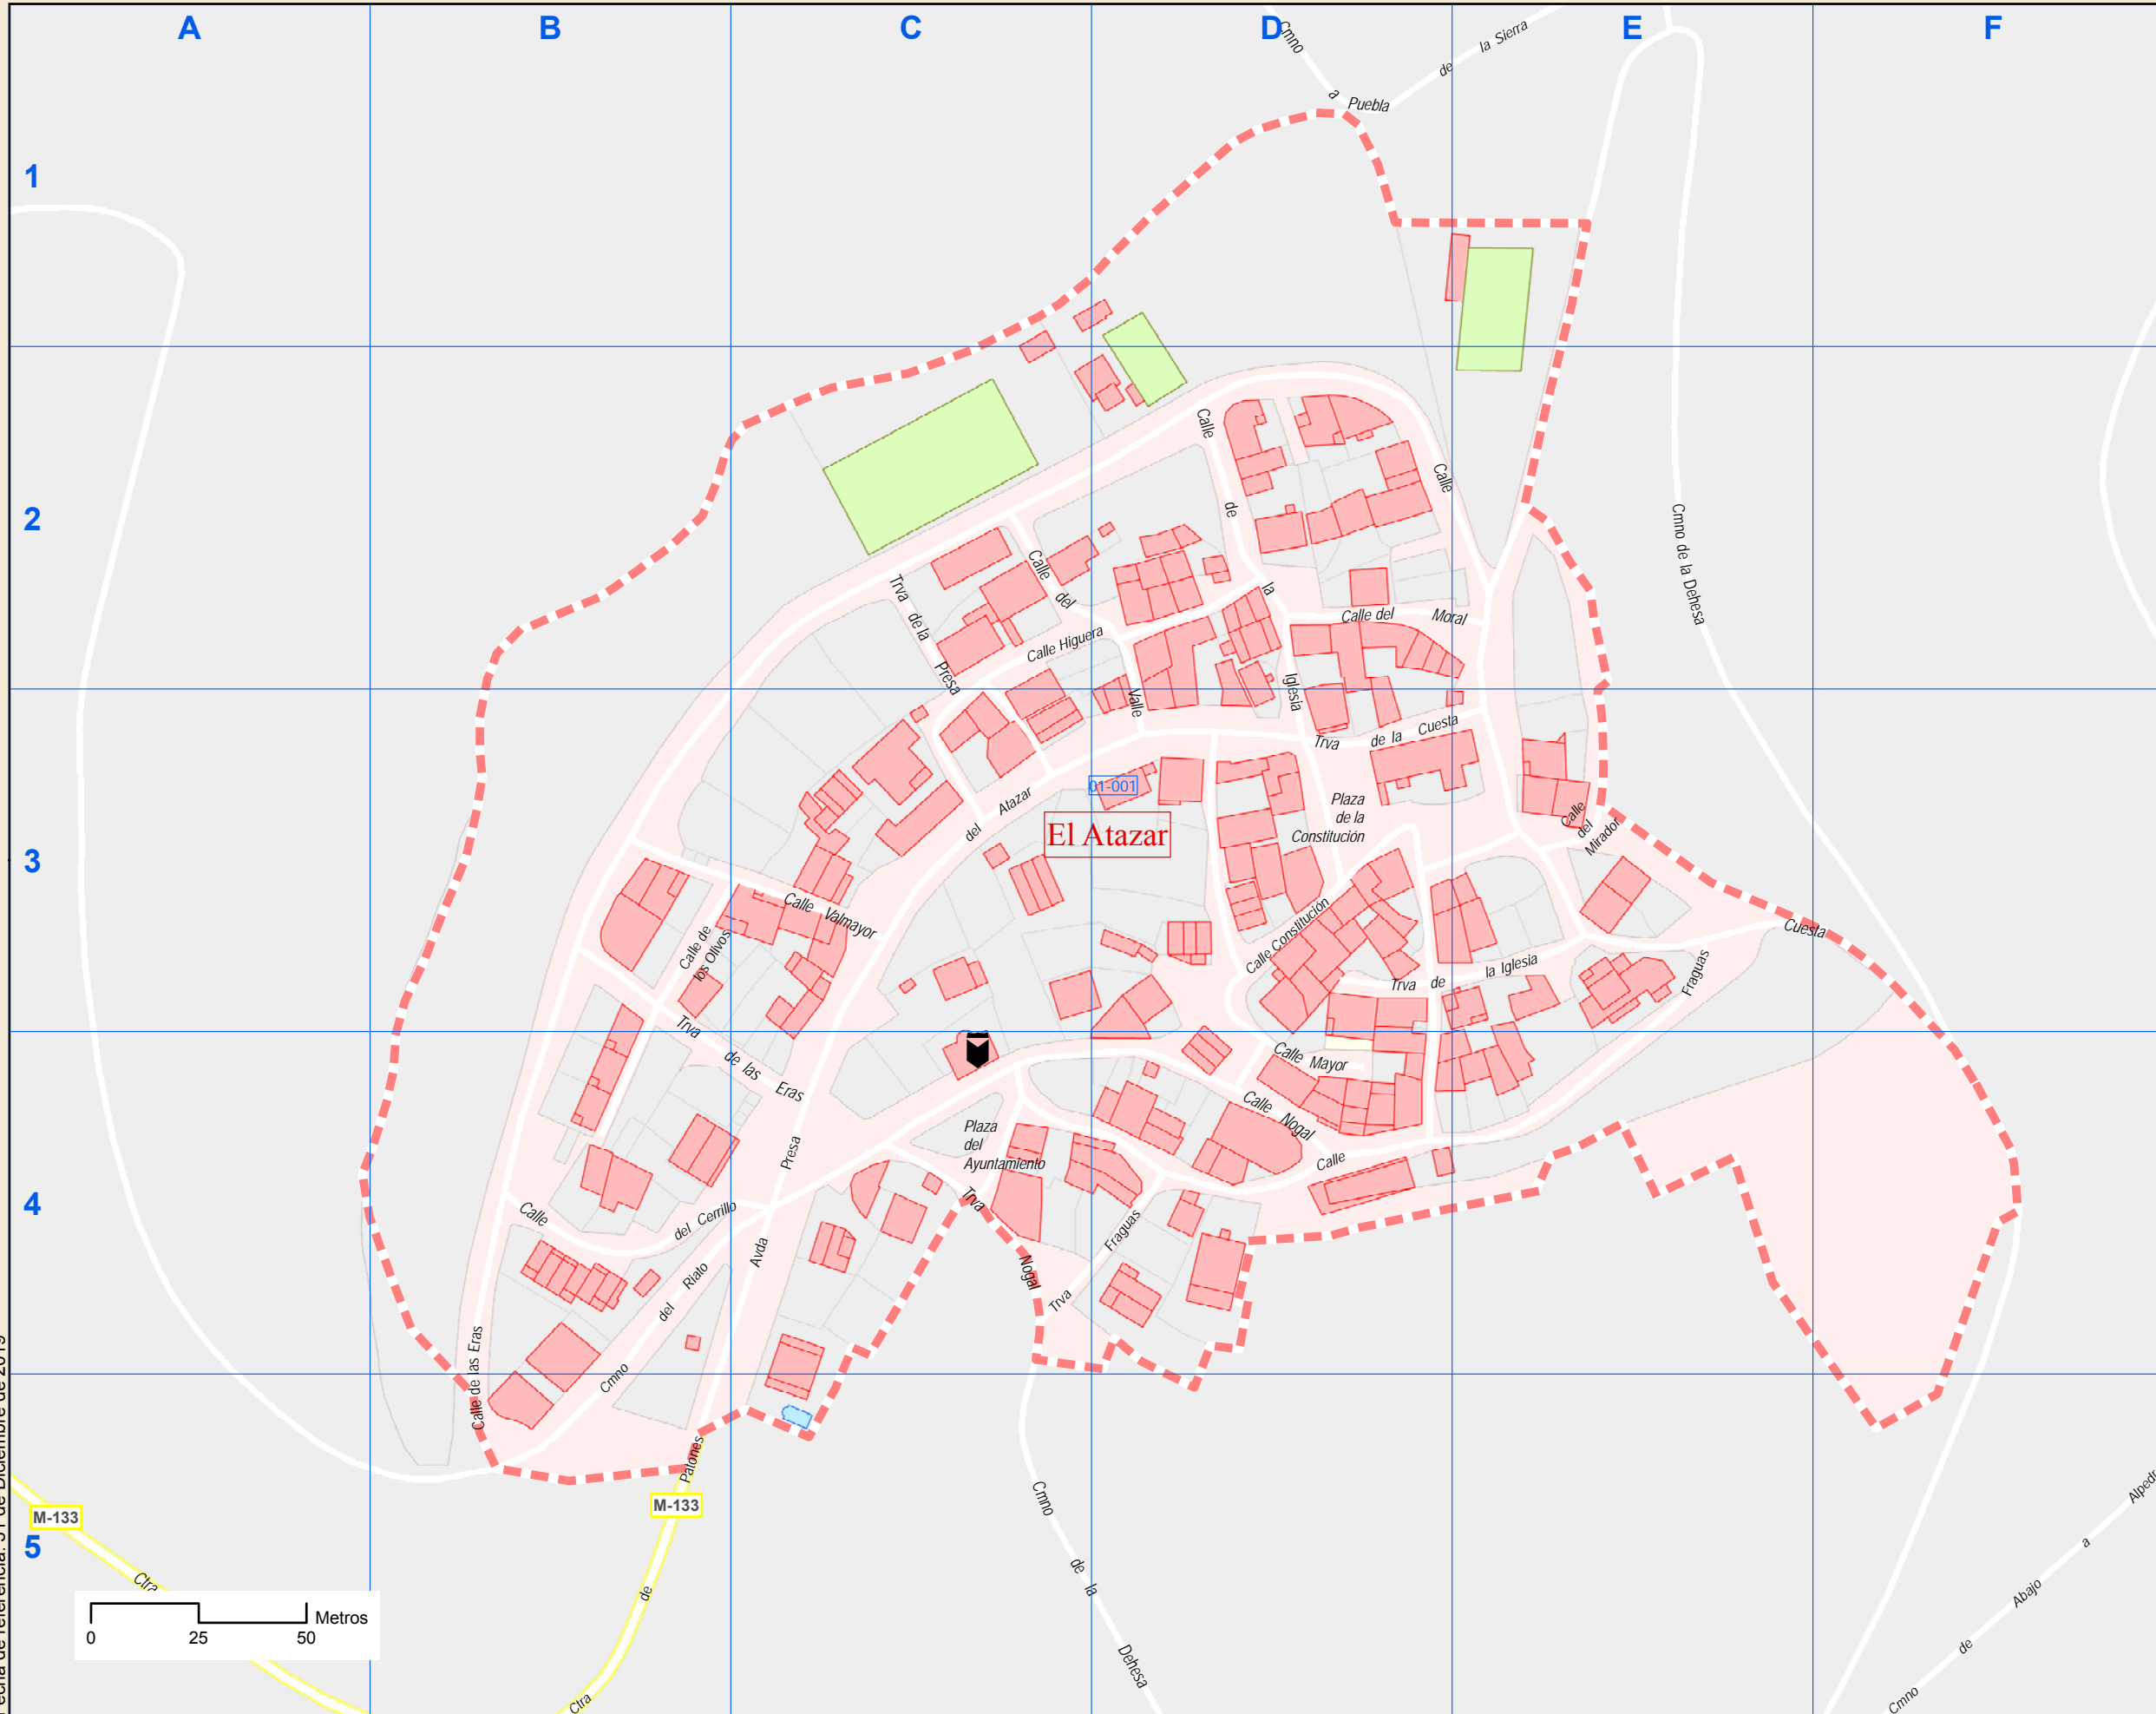 A
B
C
D
E
F
1
2
3
4
5
Cmno
a
Puebla
de
la Sierra
Cmno de la Dehesa
Calle
de
la
Iglesia
Calle
Calle del
Moral
Calle
del
Valle
Trva
de la
Presa
Calle Higuera
Trva
de la
Cuesta
01-001
El Atazar
del
Atazar
Plaza
de la
Constitución
Calle
del
Mirador
Calle Valmayor
Calle de
los Olivos
Calle Constitución
Trva
de
la Iglesia
Cuesta
Fraguas
Trva
de las
Eras
Calle Mayor
Calle
Nogal
Calle
Plaza
del
Ayuntamiento
Presa
Avda
Calle
del Cerrillo
Trva
Nogal
Trva
Fraguas
Cmno
del
Rlato
Calle de las Eras
Patones
de
Ctra
M-133
M-133
Ctra
Cmno
de
la
Dehesa
Cmno
de
Abajo
a
0
25
50
Metros